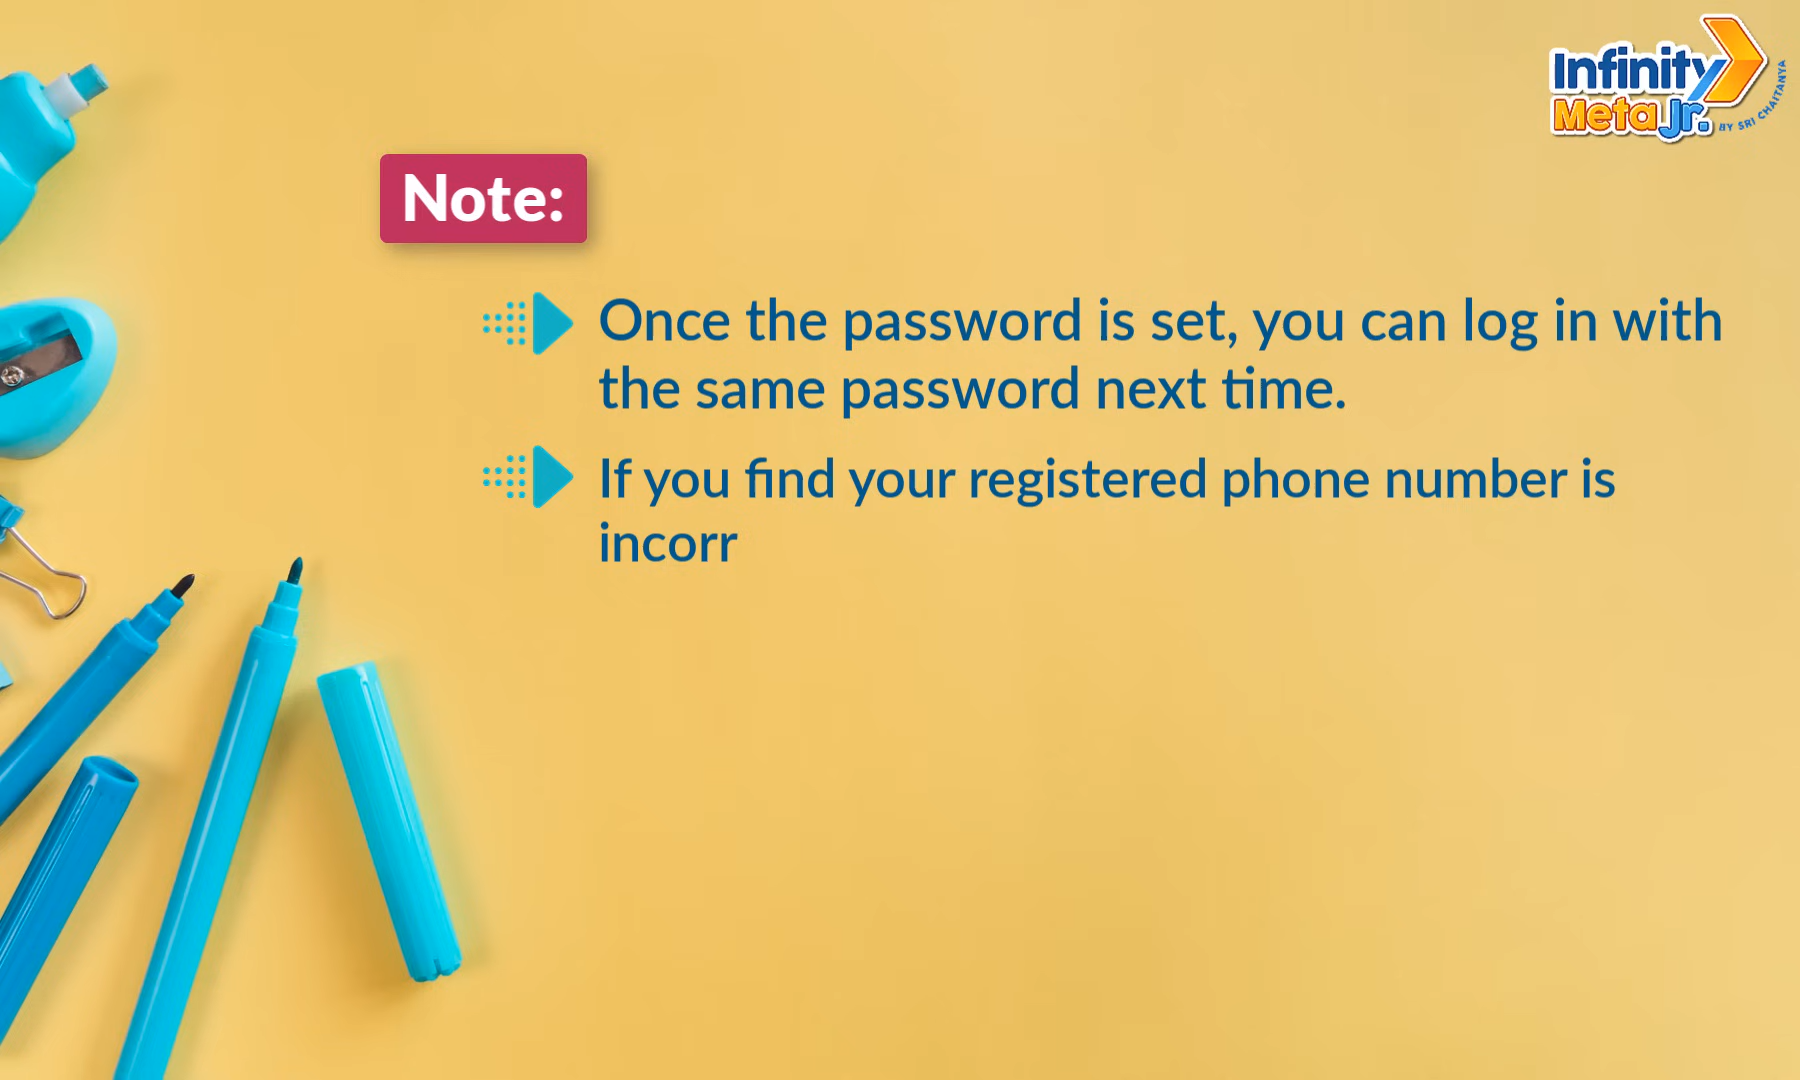 Infinity
Meta Jr. BY SRI CHAITANYA
Note:
Once the password is set, you can log in with
the same password next time.
If you find your registered phone number is
incorr